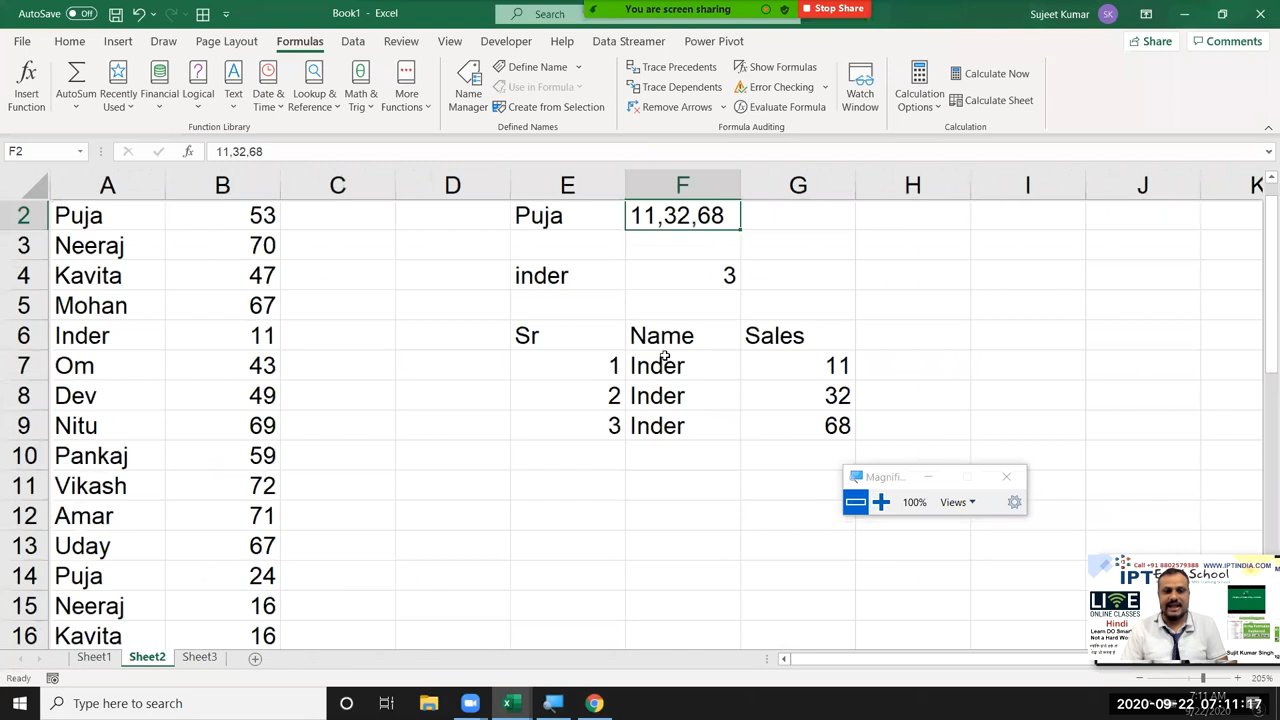 AutoSave Off Book1 - Excel Search You are screen sharing Stop Share Sujeet Kumar SK
File Home Insert Draw Page Layout Formulas Data Review View Developer Help Data Streamer Power Pivot Share Comments
Insert Function
AutoSum
Recently Used
Financial
Logical
Text
Date & Time
Lookup & Reference
Math & Trig
More Functions
Function Library
Name Manager
Define Name
Use in Formula
Create from Selection
Defined Names
Trace Precedents
Trace Dependents
Remove Arrows
Show Formulas
Error Checking
Evaluate Formula
Formula Auditing
Watch Window
Calculation Options
Calculate Now
Calculate Sheet
Calculation
F2 fx 11,32,68
A B C D E F G H I J K
2 Puja 53 Puja 11,32,68
3 Neeraj 70
4 Kavita 47 inder 3
5 Mohan 67
6 Inder 11 Sr Name Sales
7 Om 43 1 Inder 11
8 Dev 49 2 Inder 32
9 Nitu 69 3 Inder 68
10 Pankaj 59
11 Vikash 72
12 Amar 71
13 Uday 67
14 Puja 24
15 Neeraj 16
16 Kavita 16
Magnifi...
100% Views
Call +91 8802579388 WWW.IPTINDIA.COM
IPT School
LIVE
ONLINE CLASSES
Hindi
Learn DO Smart
Not a Hard W
Sujit Kumar Singh
Sheet1 Sheet2 Sheet3
Ready 205%
Type here to search
2020-09-22 07:11:17